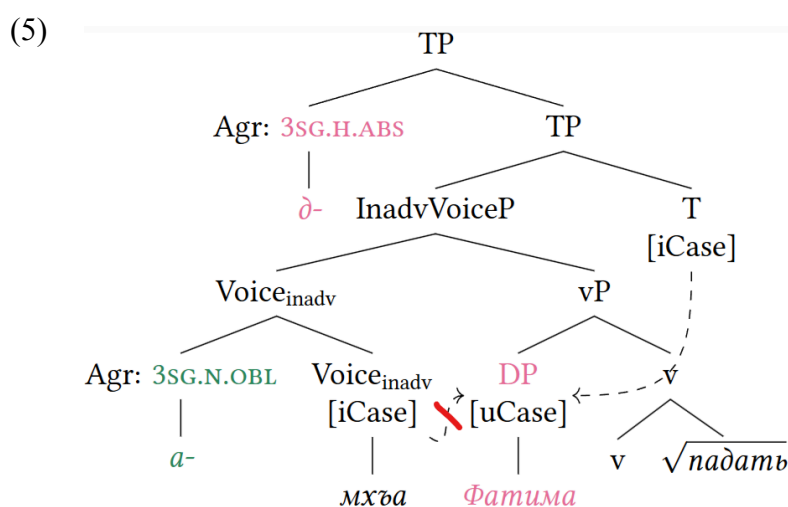 (5)
TP
Agr: 3SG.H.ABS TP
д- InadvVoiceP T
[iCase]
Voiceinadv vP
Agr: 3SG.N.OBL Voiceinadv DP v
[iCase] [uCase]
а- v √падать
мхъа Фатима